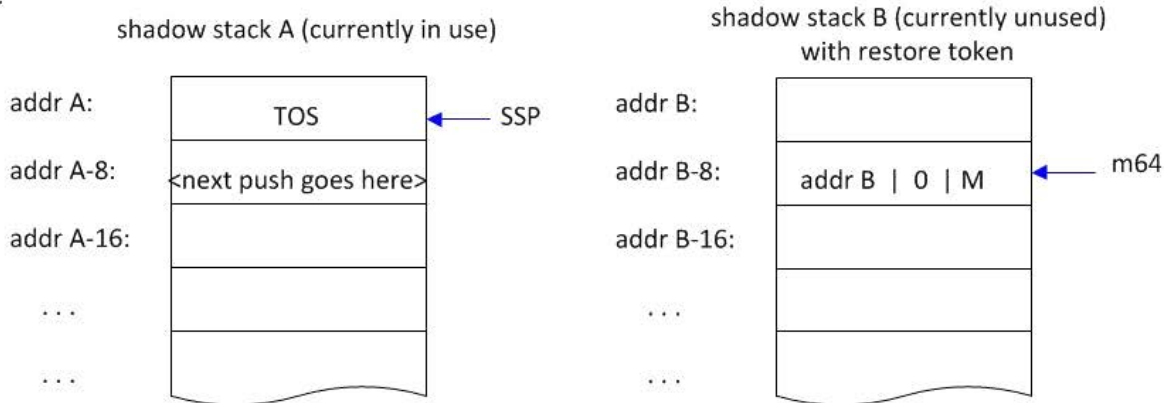 shadow stack A (currently in use)
addr A:
TOS
SSP
addr A-8:
<next push goes here>
addr A-16:
. . .
. . .
shadow stack B (currently unused)
with restore token
addr B:
addr B-8:
addr B | 0 | M
m64
addr B-16:
. . .
. . .